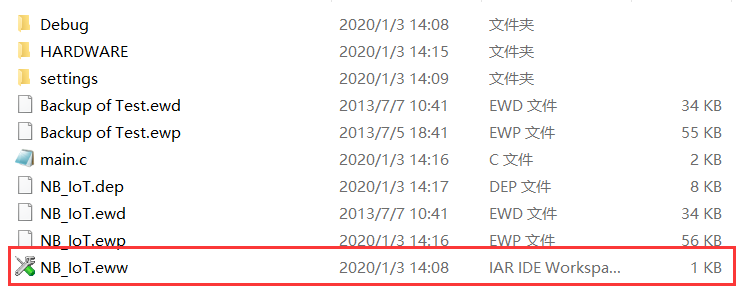 Debug 2020/1/3 14:08 文件夹
HARDWARE 2020/1/3 14:15 文件夹
settings 2020/1/3 14:09 文件夹
Backup of Test.ewd 2013/7/7 10:41 EWD 文件 34 KB
Backup of Test.ewp 2013/7/5 18:41 EWP 文件 55 KB
main.c 2020/1/3 14:16 C 文件 2 KB
NB_IoT.dep 2020/1/3 14:17 DEP 文件 8 KB
NB_IoT.ewd 2013/7/7 10:41 EWD 文件 34 KB
NB_IoT.ewp 2020/1/3 14:16 EWP 文件 56 KB
NB_IoT.eww 2020/1/3 14:08 IAR IDE Workspa... 1 KB